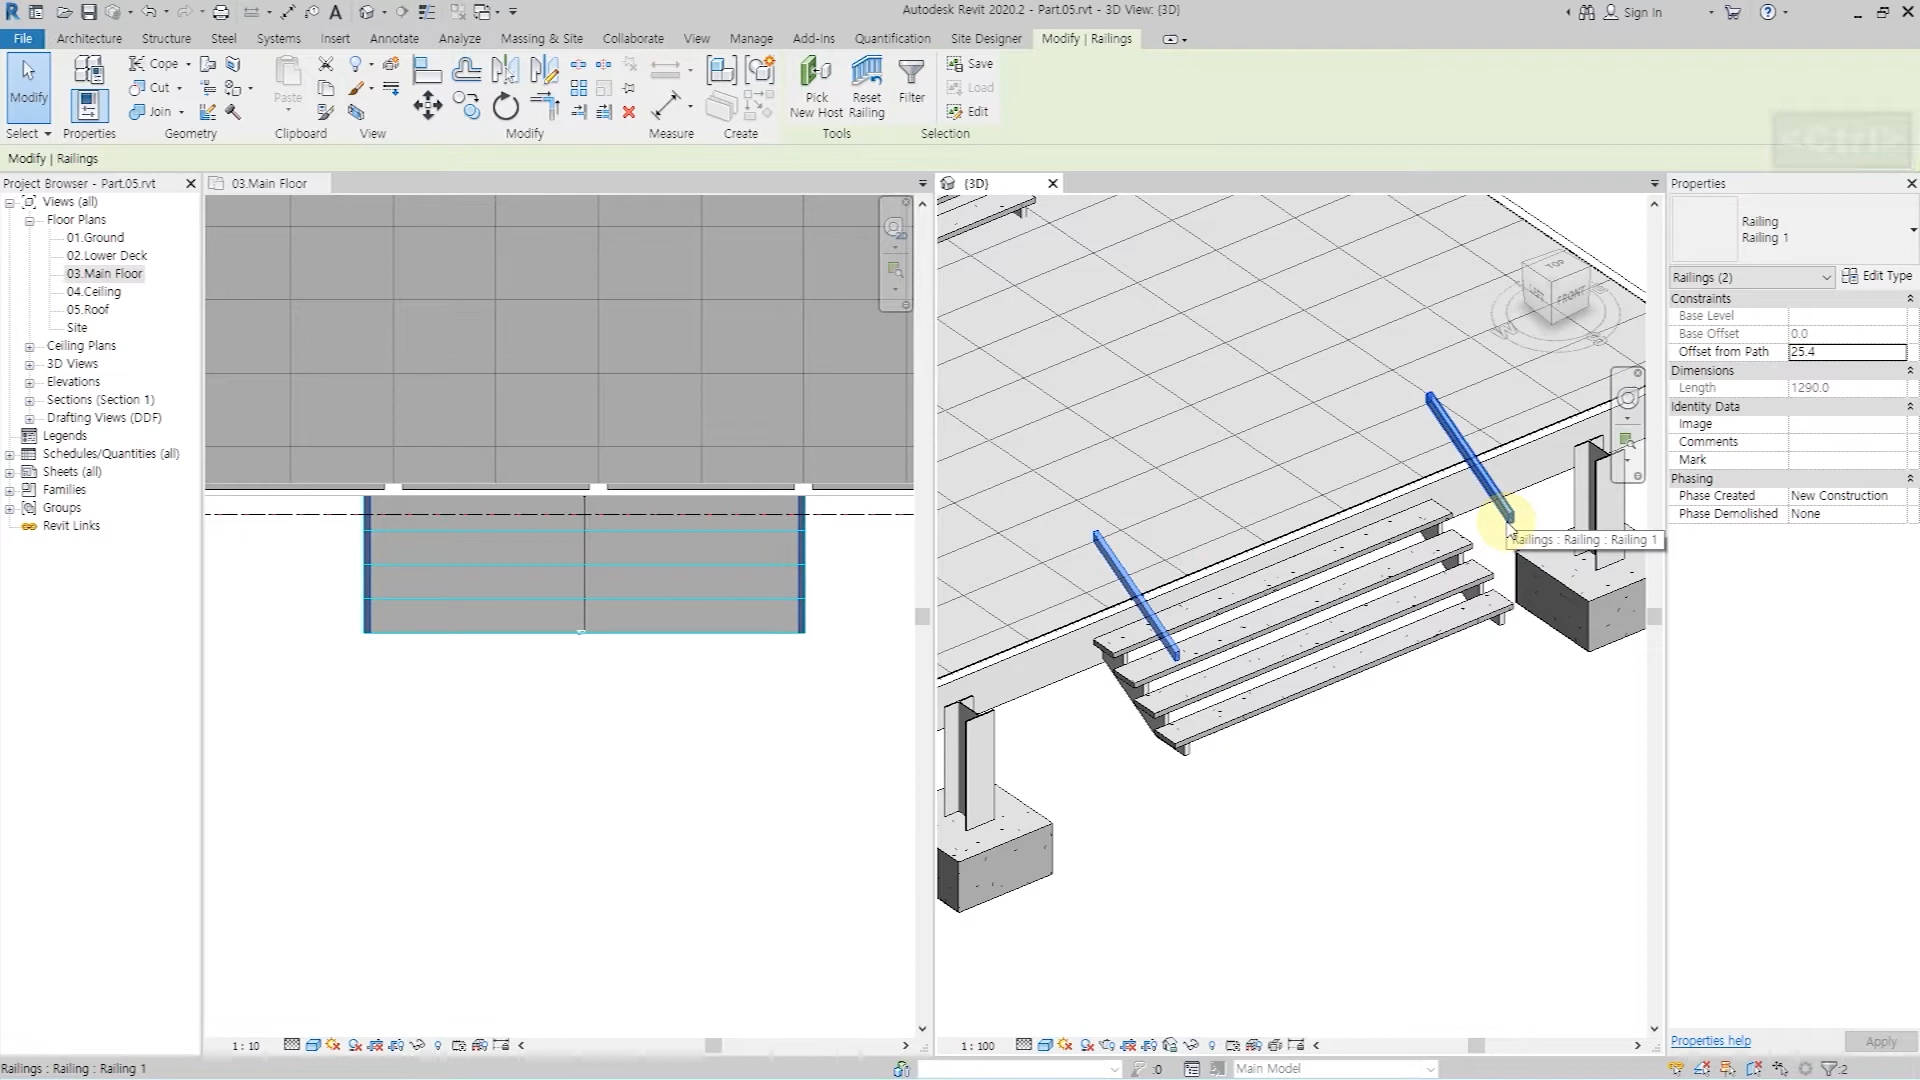 Autodesk Revit 2020.2 - Part.05.rvt - 3D View: {3D}
Sign In
File Architecture Structure Steel Systems Insert Annotate Analyze Massing & Site Collaborate View Manage Add-Ins Quantification Site Designer Modify | Railings
Modify
Cope
Cut
Join
Paste
Pick New Host
Reset Railing
Filter
Save
Load
Edit
Select Properties Geometry Clipboard View Modify Measure Create Tools Selection
<Ctrl>
Modify | Railings
Project Browser - Part.05.rvt
Views (all)
Floor Plans
01.Ground
02.Lower Deck
03.Main Floor
04.Ceiling
05.Roof
Site
Ceiling Plans
3D Views
Elevations
Sections (Section 1)
Drafting Views (DDF)
Legends
Schedules/Quantities (all)
Sheets (all)
Families
Groups
Revit Links
03.Main Floor
2D
1 : 10
{3D}
TOP
FRONT
W
S
Railings : Railing : Railing 1
1 : 100
Properties
Railing
Railing 1
Railings (2) Edit Type
Constraints
Base Level
Base Offset 0.0
Offset from Path 25.4
Dimensions
Length 1290.0
Identity Data
Image
Comments
Mark
Phasing
Phase Created New Construction
Phase Demolished None
Properties help Apply
Railings : Railing : Railing 1
:0
Main Model
:2